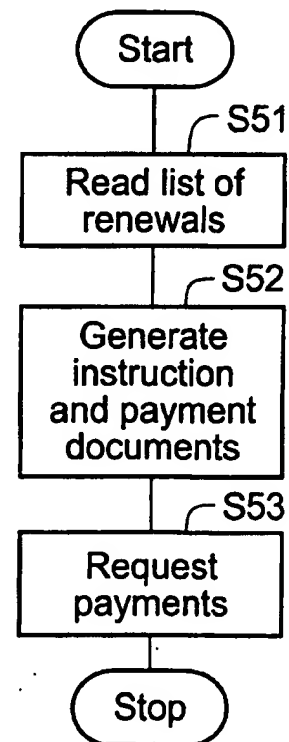 Start
S51
Read list of
renewals
S52
Generate
instruction
and payment
documents
S53
Request
payments
Stop